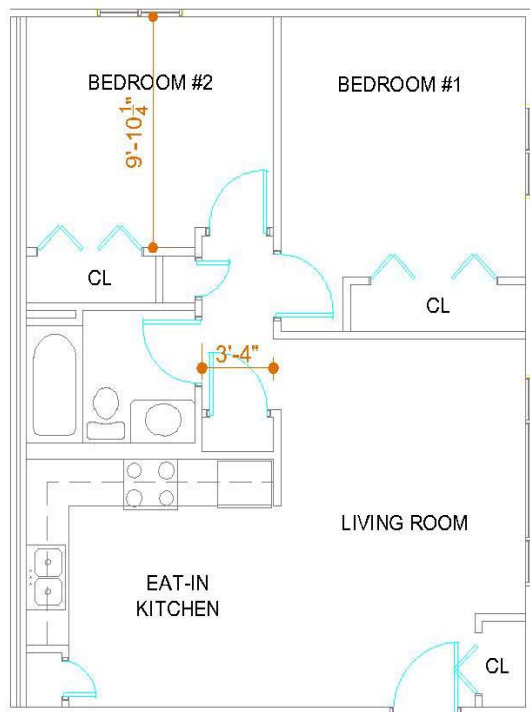 BEDROOM #2
BEDROOM #1
9'-10 1/4"
CL
CL
3'-4"
LIVING ROOM
EAT-IN
KITCHEN
CL